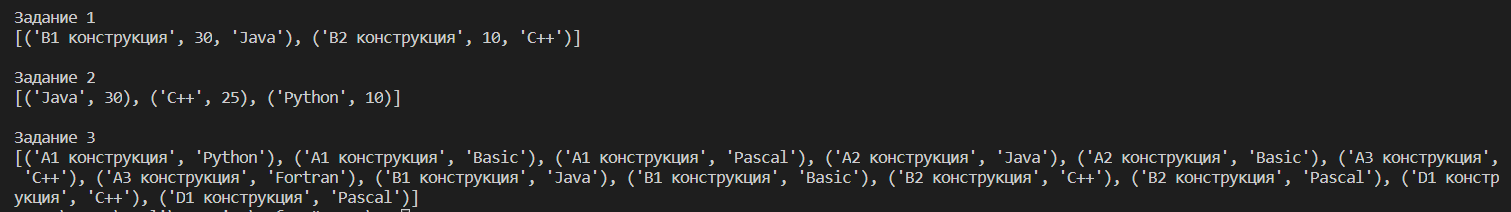 Задание 1
[('B1 конструкция', 30, 'Java'), ('B2 конструкция', 10, 'C++')]
Задание 2
[('Java', 30), ('C++', 25), ('Python', 10)]
Задание 3
[('A1 конструкция', 'Python'), ('A1 конструкция', 'Basic'), ('A1 конструкция', 'Pascal'), ('A2 конструкция', 'Java'), ('A2 конструкция', 'Basic'), ('A3 конструкция',
'C++'), ('A3 конструкция', 'Fortran'), ('B1 конструкция', 'Java'), ('B1 конструкция', 'Basic'), ('B2 конструкция', 'C++'), ('B2 конструкция', 'Pascal'), ('D1 констр
укция', 'C++'), ('D1 конструкция', 'Pascal')]